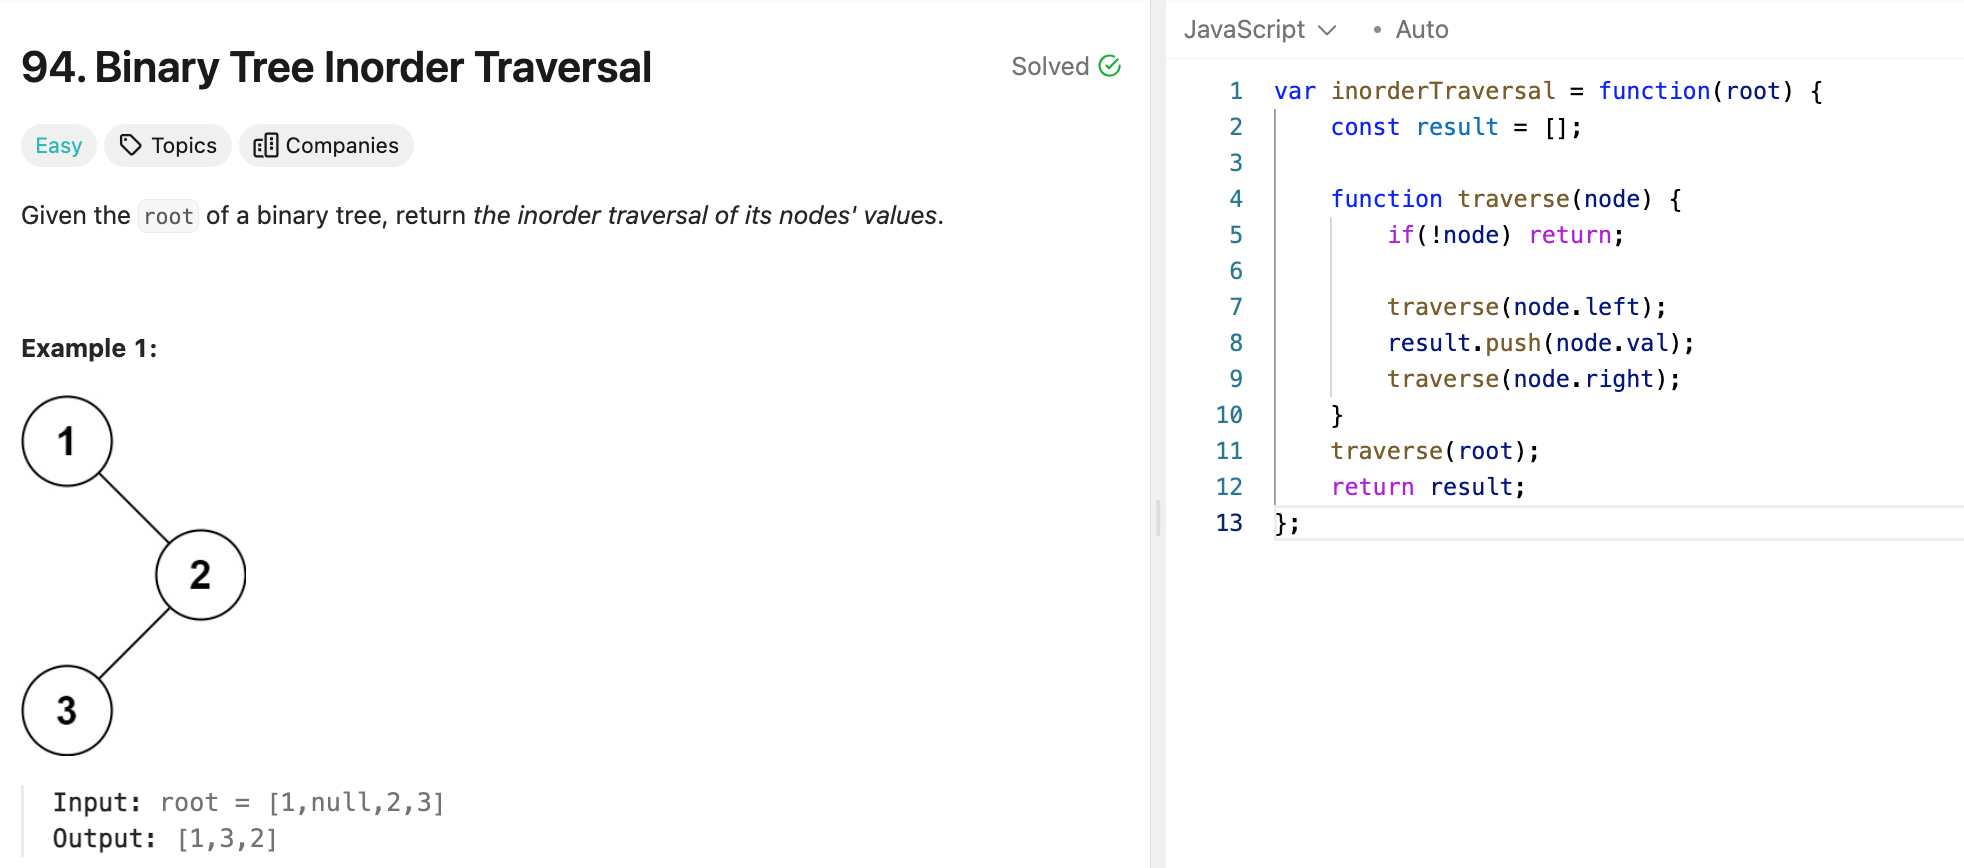 94. Binary Tree Inorder Traversal
Solved
Easy Topics Companies
Given the root of a binary tree, return the inorder traversal of its nodes' values.
Example 1:
1
2
3
Input: root = [1,null,2,3]
Output: [1,3,2]
JavaScript • Auto
1 var inorderTraversal = function(root) {
2     const result = [];
3
4     function traverse(node) {
5         if(!node) return;
6
7         traverse(node.left);
8         result.push(node.val);
9         traverse(node.right);
10     }
11     traverse(root);
12     return result;
13 };